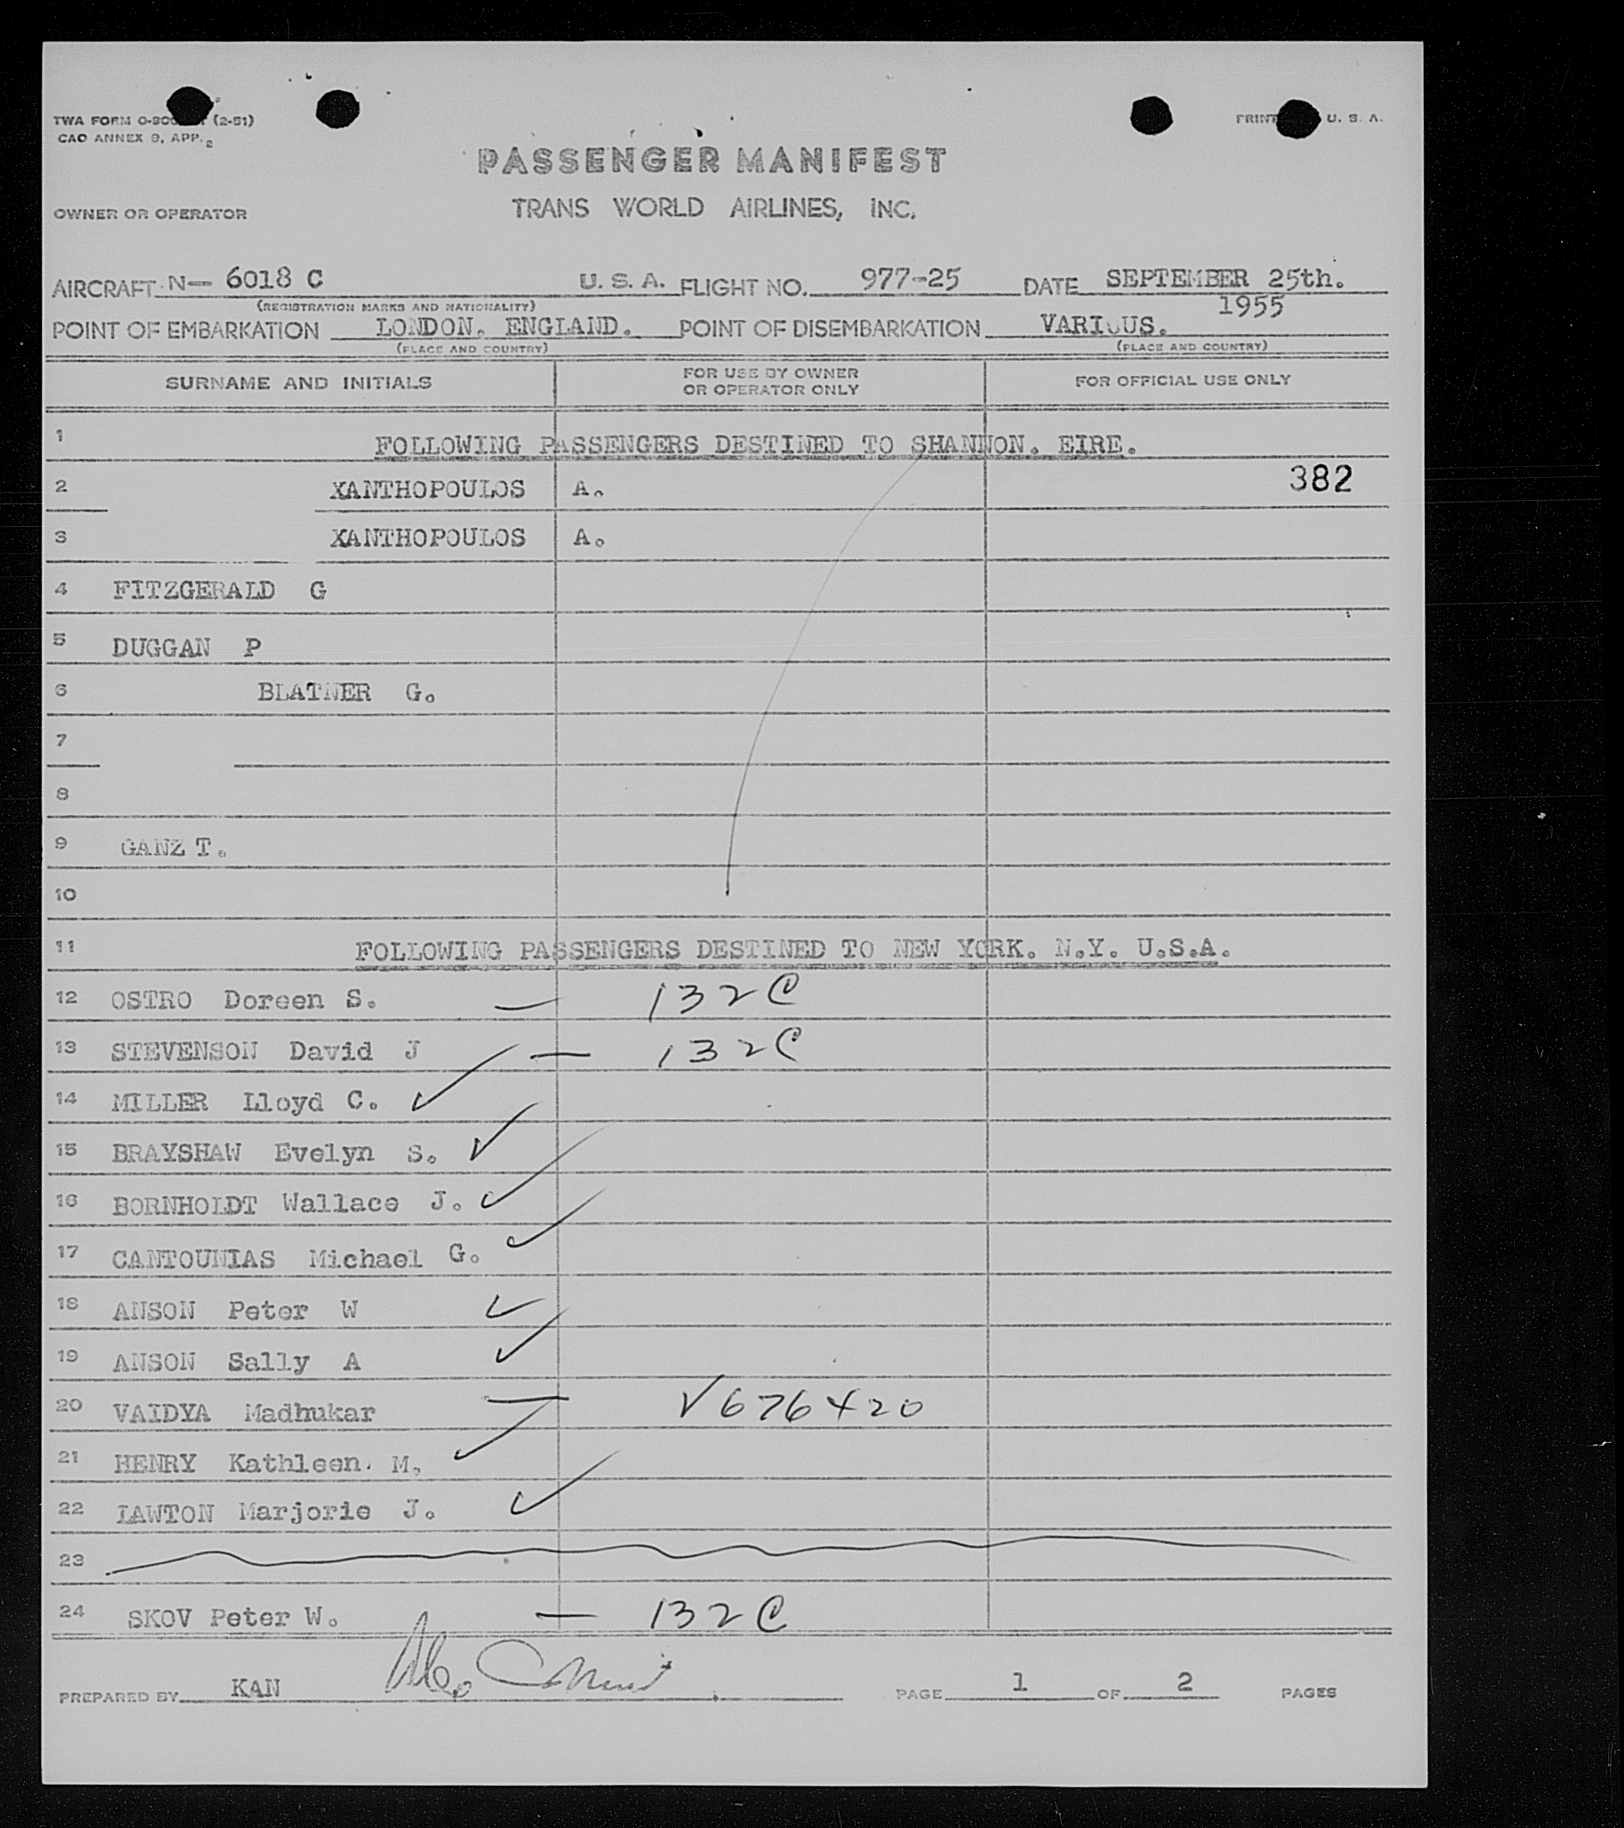 TWA FORM O-300 (2-51)
CAO ANNEX 9, APP. 2
PRINT U. S. A.
PASSENGER MANIFEST
OWNER OR OPERATOR TRANS WORLD AIRLINES, INC.
AIRCRAFT N— 6018 C U. S. A. FLIGHT NO. 977-25 DATE SEPTEMBER 25th.
(REGISTRATION MARKS AND NATIONALITY) 1955
POINT OF EMBARKATION LONDON. ENGLAND. POINT OF DISEMBARKATION VARIOUS.
(PLACE AND COUNTRY) (PLACE AND COUNTRY)
SURNAME AND INITIALS FOR USE BY OWNER OR OPERATOR ONLY FOR OFFICIAL USE ONLY
1 FOLLOWING PASSENGERS DESTINED TO SHANNON. EIRE.
2 XANTHOPOULOS A. 382
3 XANTHOPOULOS A.
4 FITZGERALD G
5 DUGGAN P
6 BLATNER G.
7
8
9 GANZ T.
10
11 FOLLOWING PASSENGERS DESTINED TO NEW YORK. N.Y. U.S.A.
12 OSTRO Doreen S. — 132C
13 STEVENSON David J — 132C
14 MILLER Lloyd C. ✓
15 BRAYSHAW Evelyn S. ✓
16 BORNHOLDT Wallace J. ✓
17 CANTOUNIAS Michael G. ✓
18 ANSON Peter W ✓
19 ANSON Sally A ✓
20 VAIDYA Madhukar — V676420
21 HENRY Kathleen. M. ✓
22 LAWTON Marjorie J. ✓
23
24 SKOV Peter W. — 132C
PREPARED BY KAN PAGE 1 OF 2 PAGES